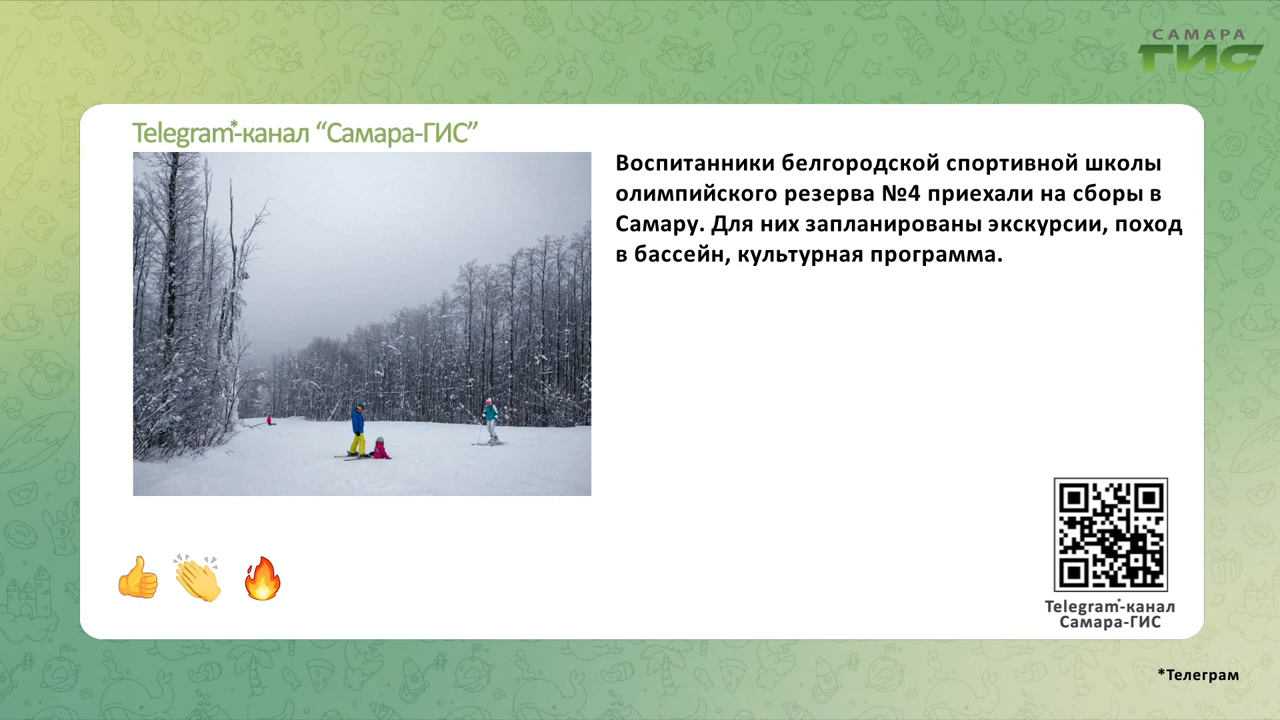 САМАРА
ГИС
Telegram*-канал “Самара-ГИС”
Воспитанники белгородской спортивной школы
олимпийского резерва №4 приехали на сборы в
Самару. Для них запланированы экскурсии, поход
в бассейн, культурная программа.
Telegram*-канал
Самара-ГИС
*Телеграм